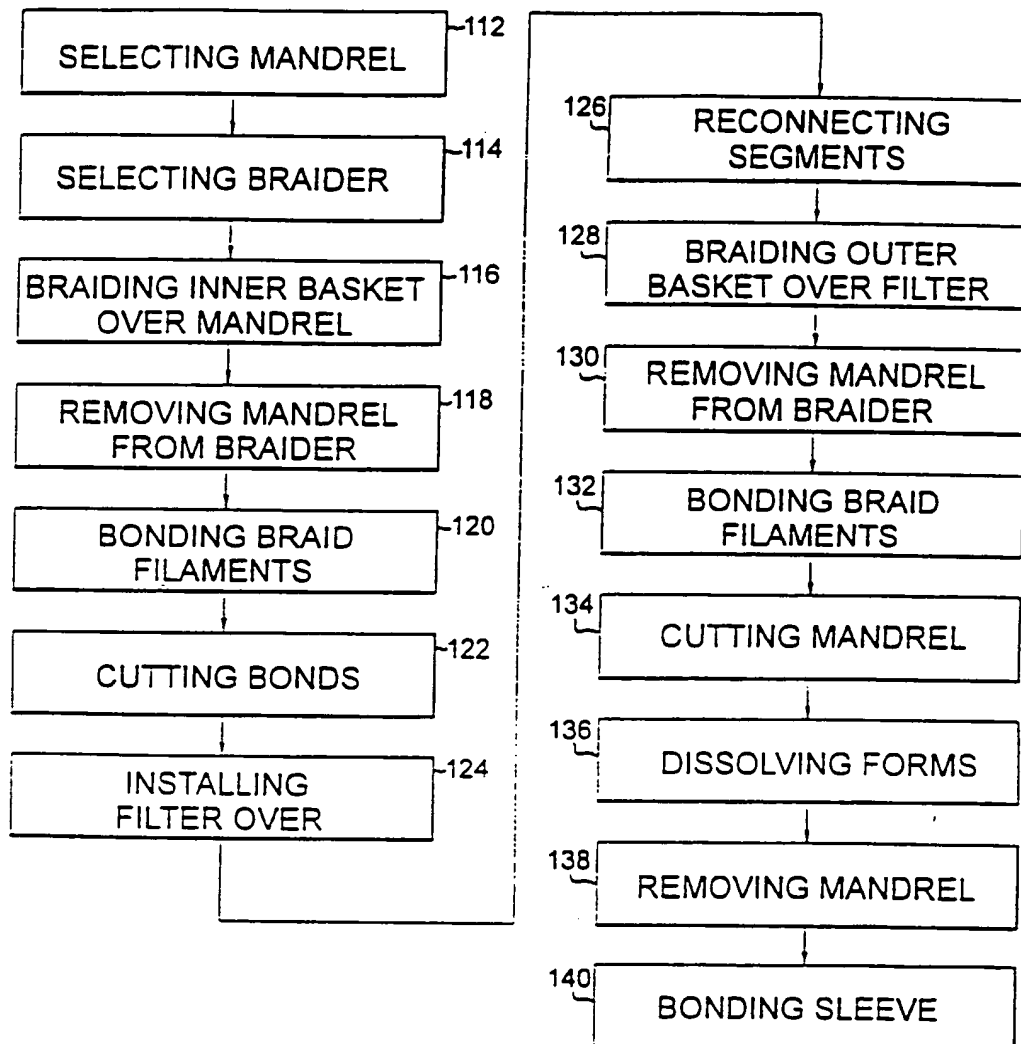 112
SELECTING MANDREL
114
SELECTING BRAIDER
116
BRAIDING INNER BASKET
OVER MANDREL
118
REMOVING MANDREL
FROM BRAIDER
120
BONDING BRAID
FILAMENTS
122
CUTTING BONDS
124
INSTALLING
FILTER OVER
126
RECONNECTING
SEGMENTS
128
BRAIDING OUTER
BASKET OVER FILTER
130
REMOVING MANDREL
FROM BRAIDER
132
BONDING BRAID
FILAMENTS
134
CUTTING MANDREL
136
DISSOLVING FORMS
138
REMOVING MANDREL
140
BONDING SLEEVE